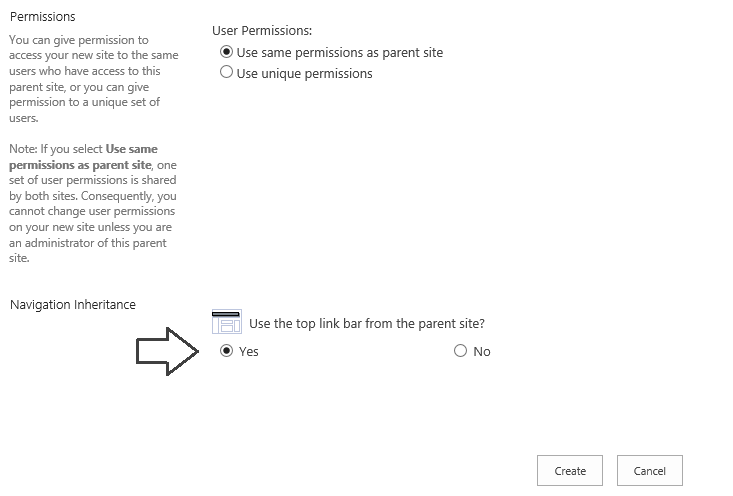 Permissions
You can give permission to
access your new site to the same
users who have access to this
parent site, or you can give
permission to a unique set of
users.
Note: If you select Use same
permissions as parent site, one
set of user permissions is shared
by both sites. Consequently, you
cannot change user permissions
on your new site unless you are
an administrator of this parent
site.
User Permissions:
Use same permissions as parent site
Use unique permissions
Navigation Inheritance
Use the top link bar from the parent site?
Yes
No
Create
Cancel